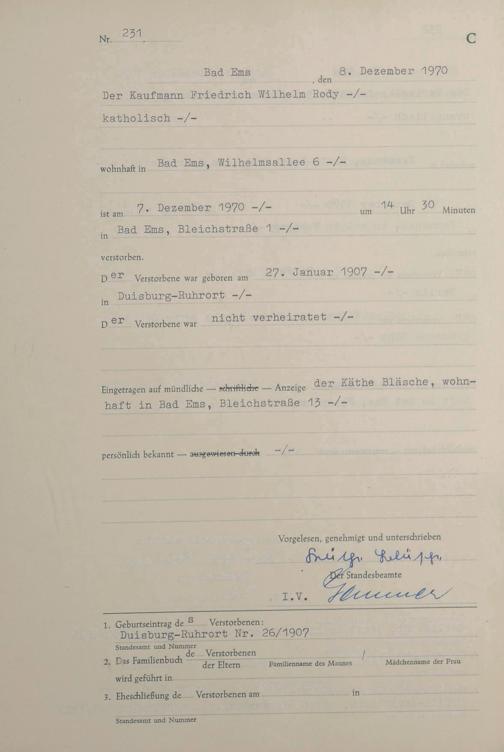 Nr. 231 C
Bad Ems, den 8. Dezember 1970
Der Kaufmann Friedrich Wilhelm Rody -/-
katholisch -/-
wohnhaft in Bad Ems, Wilhelmsallee 6 -/-
ist am 7. Dezember 1970 -/- um 14 Uhr 30 Minuten
in Bad Ems, Bleichstraße 1 -/-
verstorben.
Der Verstorbene war geboren am 27. Januar 1907 -/-
in Duisburg-Ruhrort -/-
Der Verstorbene war nicht verheiratet -/-
Eingetragen auf mündliche — schriftliche — Anzeige der Käthe Bläsche, wohn-
haft in Bad Ems, Bleichstraße 13 -/-
persönlich bekannt — ausgewiesen durch -/-
Vorgelesen, genehmigt und unterschrieben
Der Standesbeamte
I.V.
1. Geburtseintrag des Verstorbenen:
Duisburg-Ruhrort Nr. 26/1907
Standesamt und Nummer
2. Das Familienbuch de Verstorbenen /
der Eltern Familienname des Mannes Mädchenname der Frau
wird geführt in
3. Eheschließung de Verstorbenen am in
Standesamt und Nummer